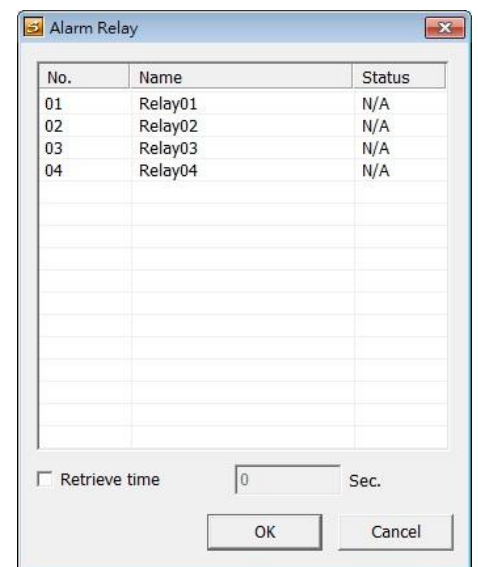 Alarm Relay
No. Name Status
01 Relay01 N/A
02 Relay02 N/A
03 Relay03 N/A
04 Relay04 N/A
Retrieve time 0 Sec.
OK Cancel